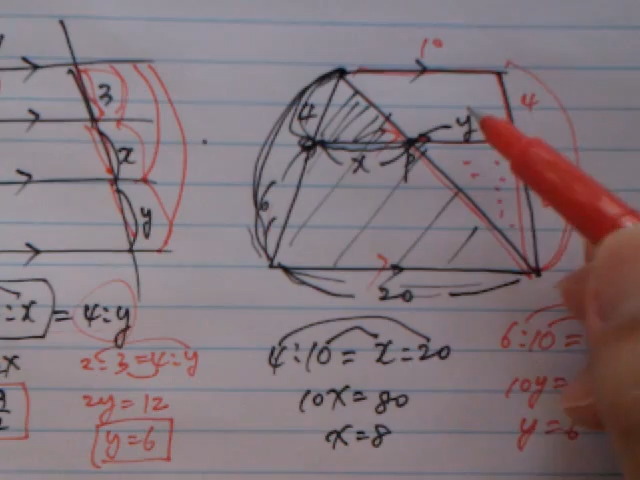 3
x
y
10
4
4
y
x
6
20
:x = 4:y
2:3=4:y
2y=12
y=6
4:10=x:20
10x=80
x=8
6:10=
10y=
y=6